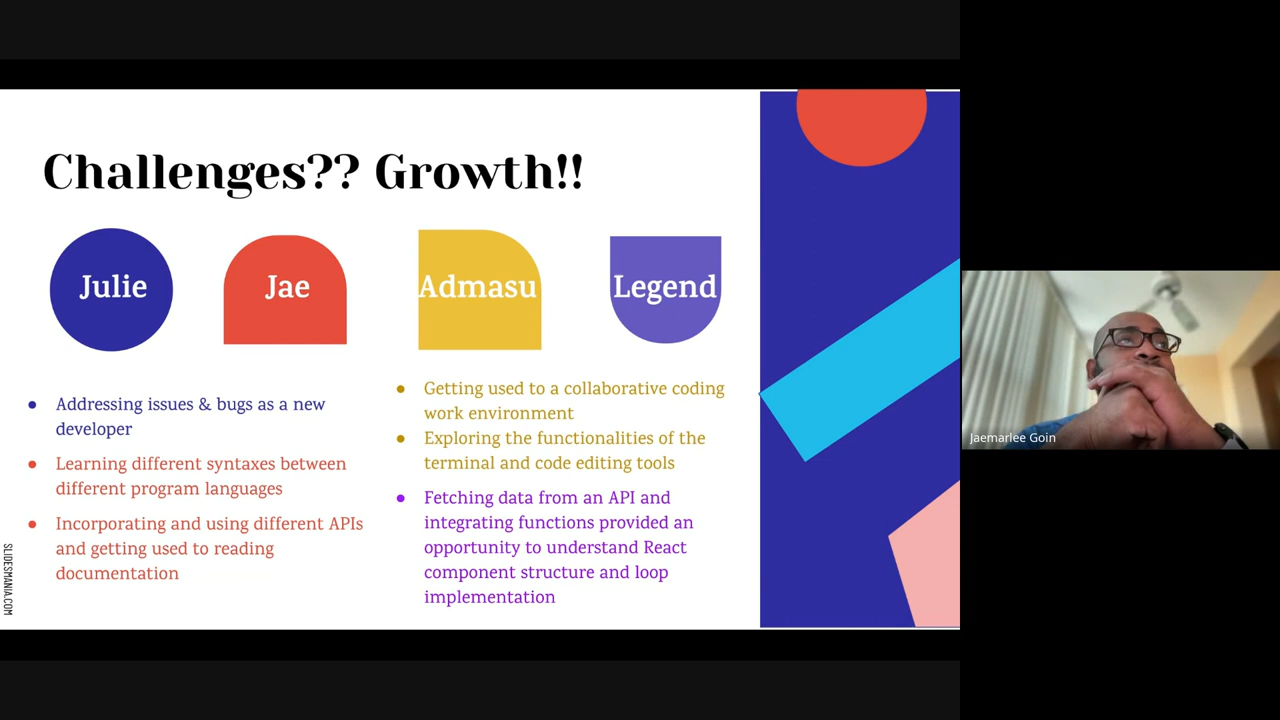 Challenges?? Growth!!
Julie
Jae
Admasu
Legend
● Addressing issues & bugs as a new
developer
● Learning different syntaxes between
different program languages
● Incorporating and using different APIs
and getting used to reading
documentation
● Getting used to a collaborative coding
work environment
● Exploring the functionalities of the
terminal and code editing tools
● Fetching data from an API and
integrating functions provided an
opportunity to understand React
component structure and loop
implementation
SLIDESMANIA.COM
Jaemarlee Goin